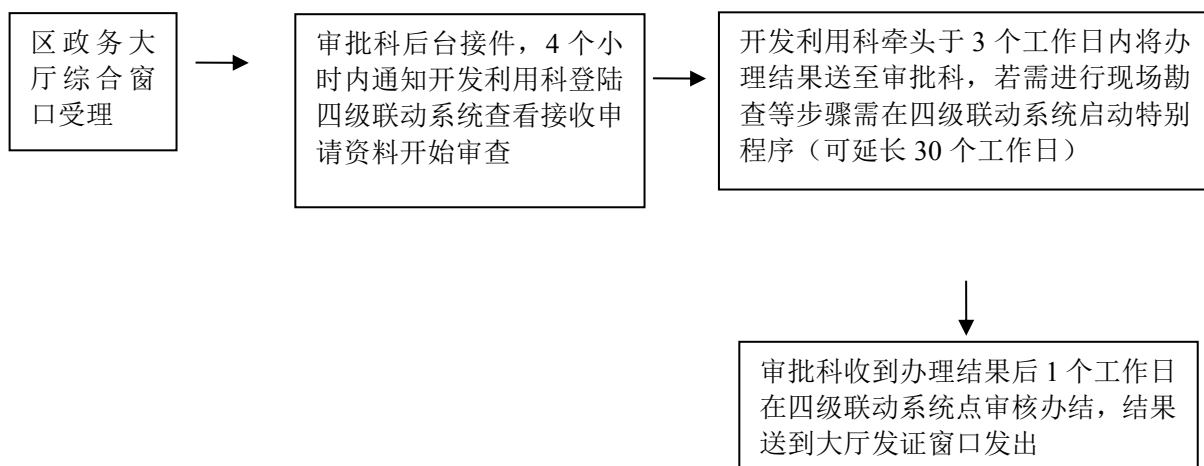 区政务大
厅综合窗
口受理
审批科后台接件，4 个小
时内通知开发利用科登陆
四级联动系统查看接收申
请资料开始审查
开发利用科牵头于 3 个工作日内将办
理结果送至审批科，若需进行现场勘
查等步骤需在四级联动系统启动特别
程序（可延长 30 个工作日）
审批科收到办理结果后 1 个工作日
在四级联动系统点审核办结，结果
送到大厅发证窗口发出